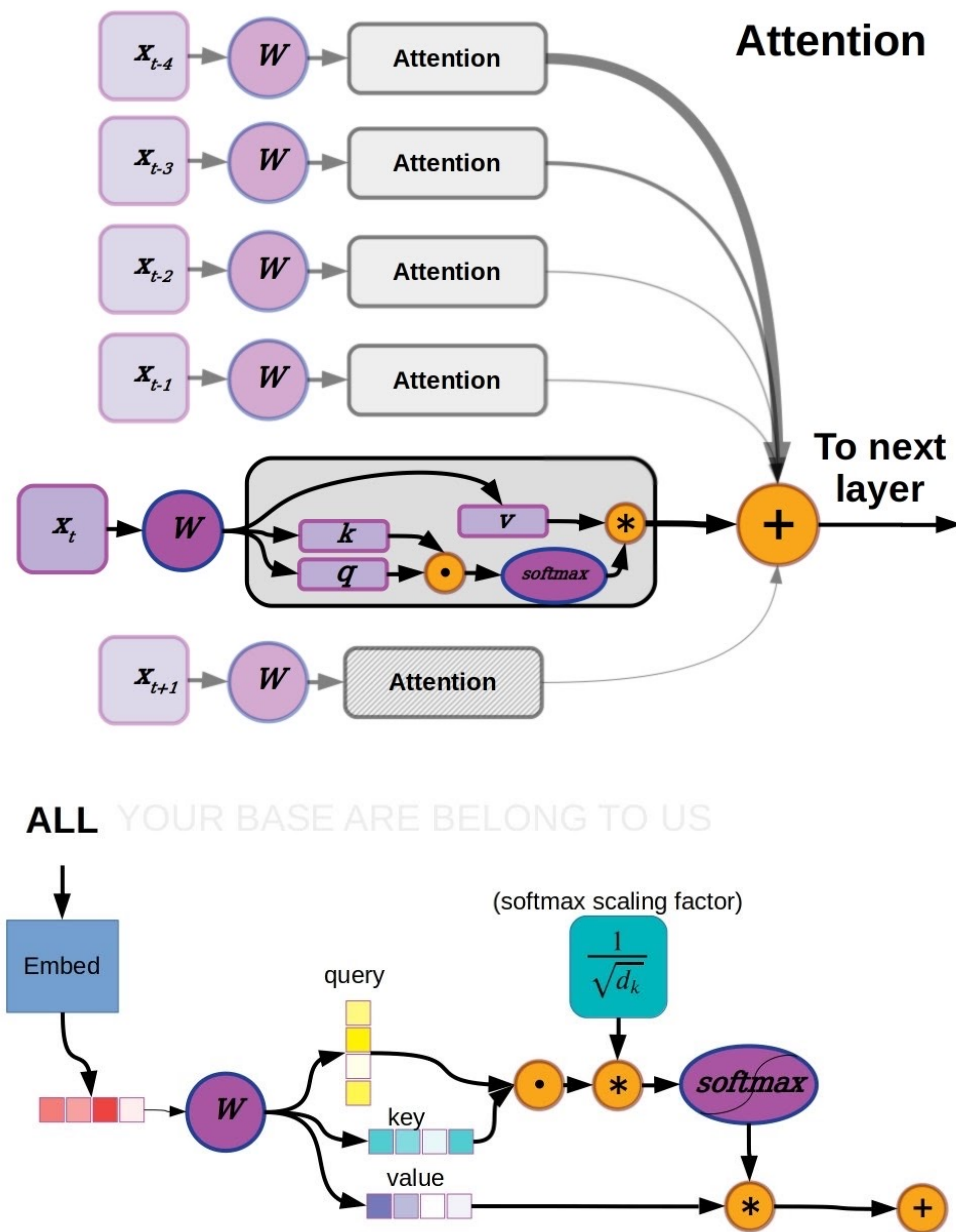 Attention
x_{t-4} W Attention
x_{t-3} W Attention
x_{t-2} W Attention
x_{t-1} W Attention
To next
layer
x_t W k q v softmax
· * +
x_{t+1} W Attention
ALL YOUR BASE ARE BELONG TO US
(softmax scaling factor)
1
√d_k
Embed
query
· * softmax
W
key
value
* +